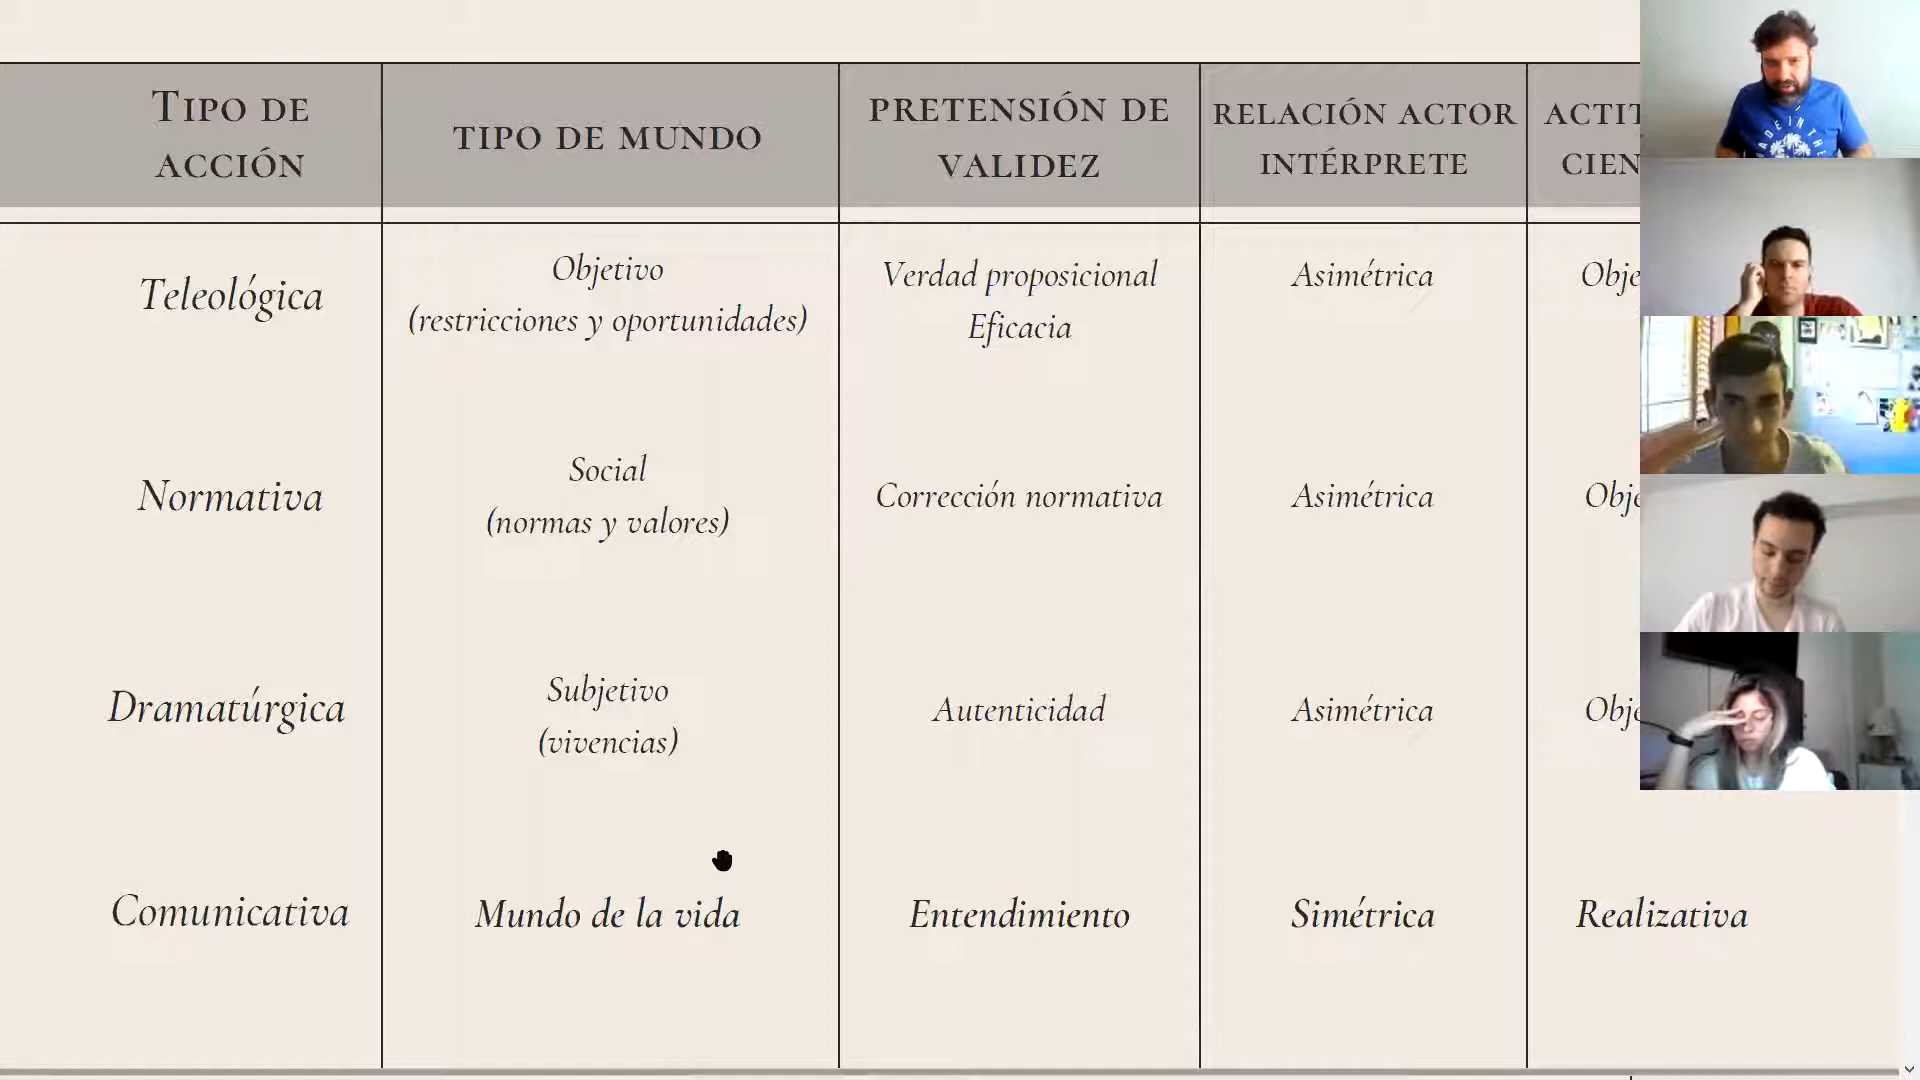 Tipo de
acción
tipo de mundo
pretensión de
validez
relación actor
intérprete
Teleológica
Objetivo
(restricciones y oportunidades)
Verdad proposicional
Eficacia
Asimétrica
Normativa
Social
(normas y valores)
Corrección normativa
Asimétrica
Dramatúrgica
Subjetivo
(vivencias)
Autenticidad
Asimétrica
Comunicativa
Mundo de la vida
Entendimiento
Simétrica
Realizativa